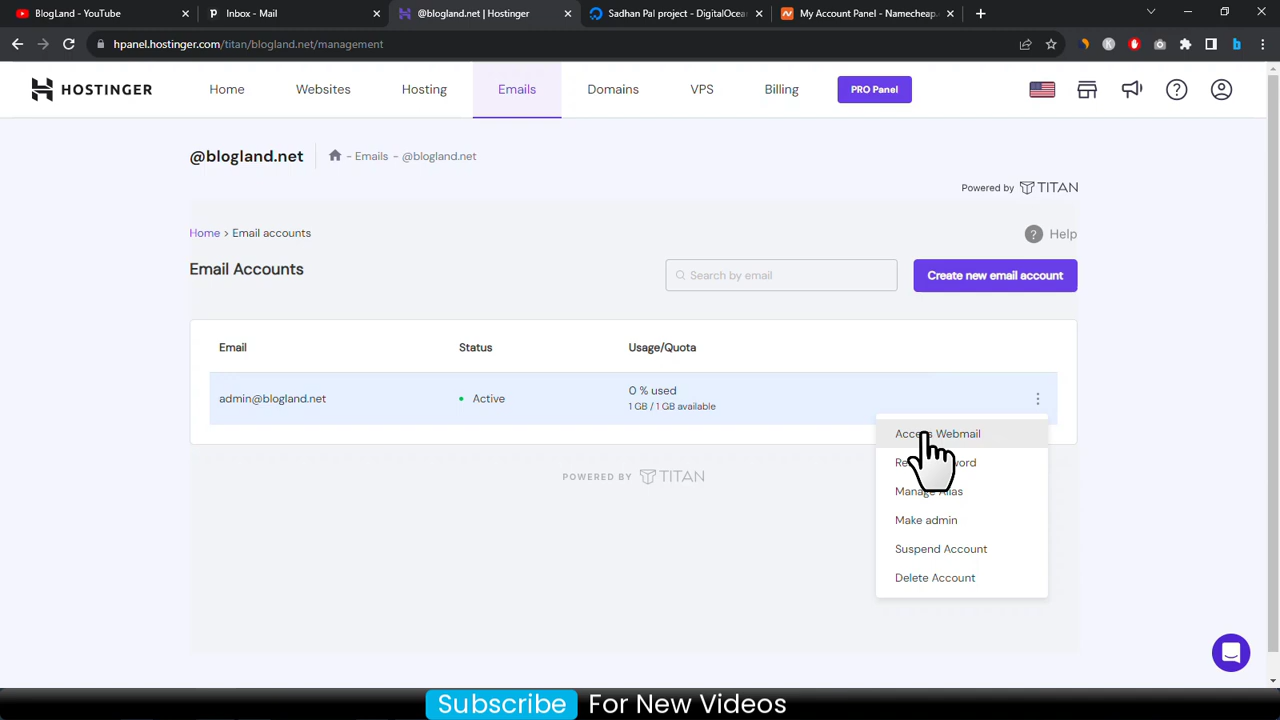 BlogLand - YouTube
Inbox - Mail
@blogland.net | Hostinger
Sadhan Pal project - DigitalOcea
My Account Panel - Namecheap.
hpanel.hostinger.com/titan/blogland.net/management
HOSTINGER
Home
Websites
Hosting
Emails
Domains
VPS
Billing
PRO Panel
@blogland.net
- Emails - @blogland.net
Powered by TITAN
Home > Email accounts
? Help
Email Accounts
Search by email
Create new email account
Email
Status
Usage/Quota
admin@blogland.net
Active
0 % used
1 GB / 1 GB available
Access Webmail
POWERED BY TITAN
Manage Alias
Make admin
Suspend Account
Delete Account
Subscribe For New Videos